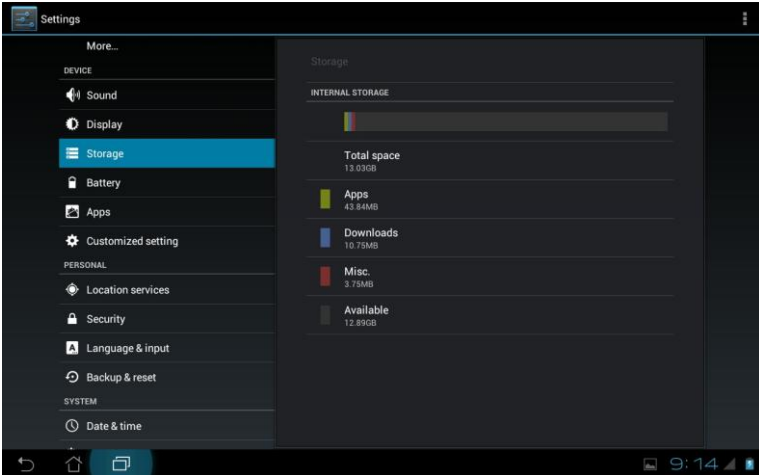 Settings
More...
DEVICE
Sound
Display
Storage
Battery
Apps
Customized setting
PERSONAL
Location services
Security
A
Language & input
Backup & reset
SYSTEM
Date & time
Storage
INTERNAL STORAGE
Total space
13.03GB
Apps
43.84MB
Downloads
10.75MB
Misc.
3.75MB
Available
12.89GB
9:14